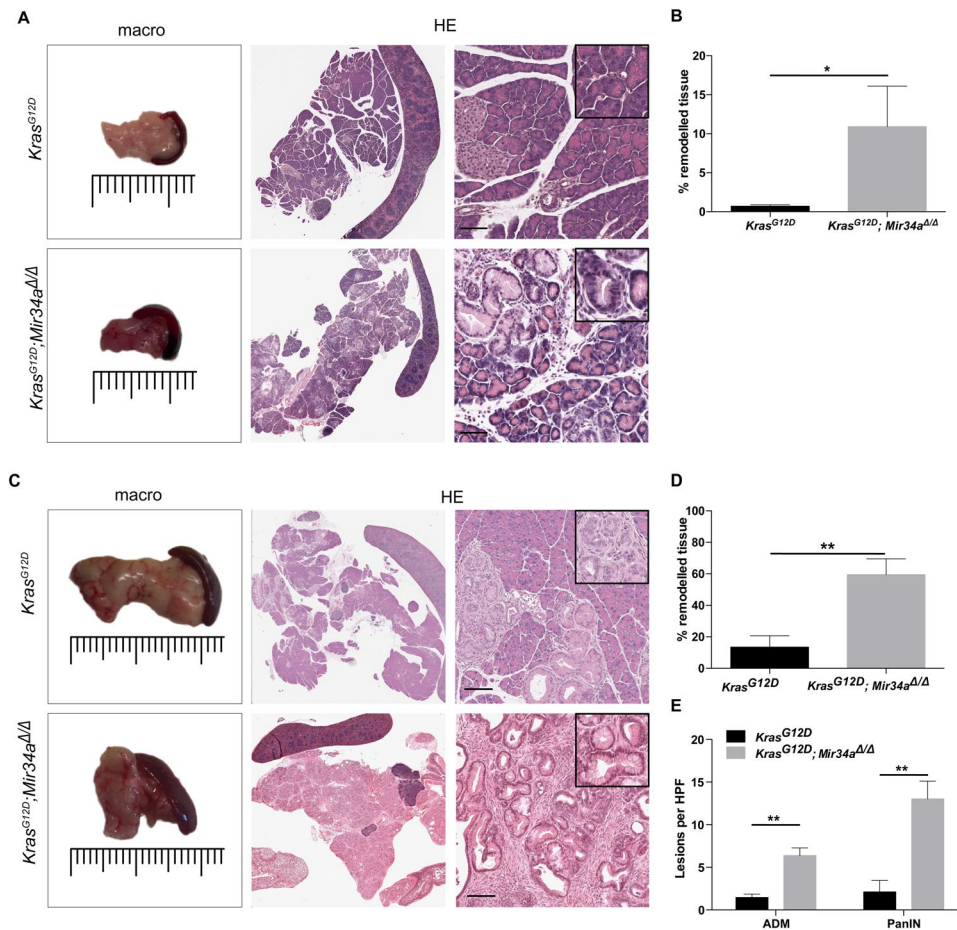 A
macro
HE
Kras^G12D
Kras^G12D;Mir34a^Δ/Δ
B
% remodelled tissue
20
15
10
5
0
*
Kras^G12D
Kras^G12D; Mir34a^Δ/Δ
C
macro
HE
Kras^G12D
Kras^G12D;Mir34a^Δ/Δ
D
% remodelled tissue
100
80
60
40
20
0
**
Kras^G12D
Kras^G12D; Mir34a^Δ/Δ
E
Kras^G12D
Kras^G12D; Mir34a^Δ/Δ
Lesions per HPF
15
10
5
0
**
**
ADM
PanIN